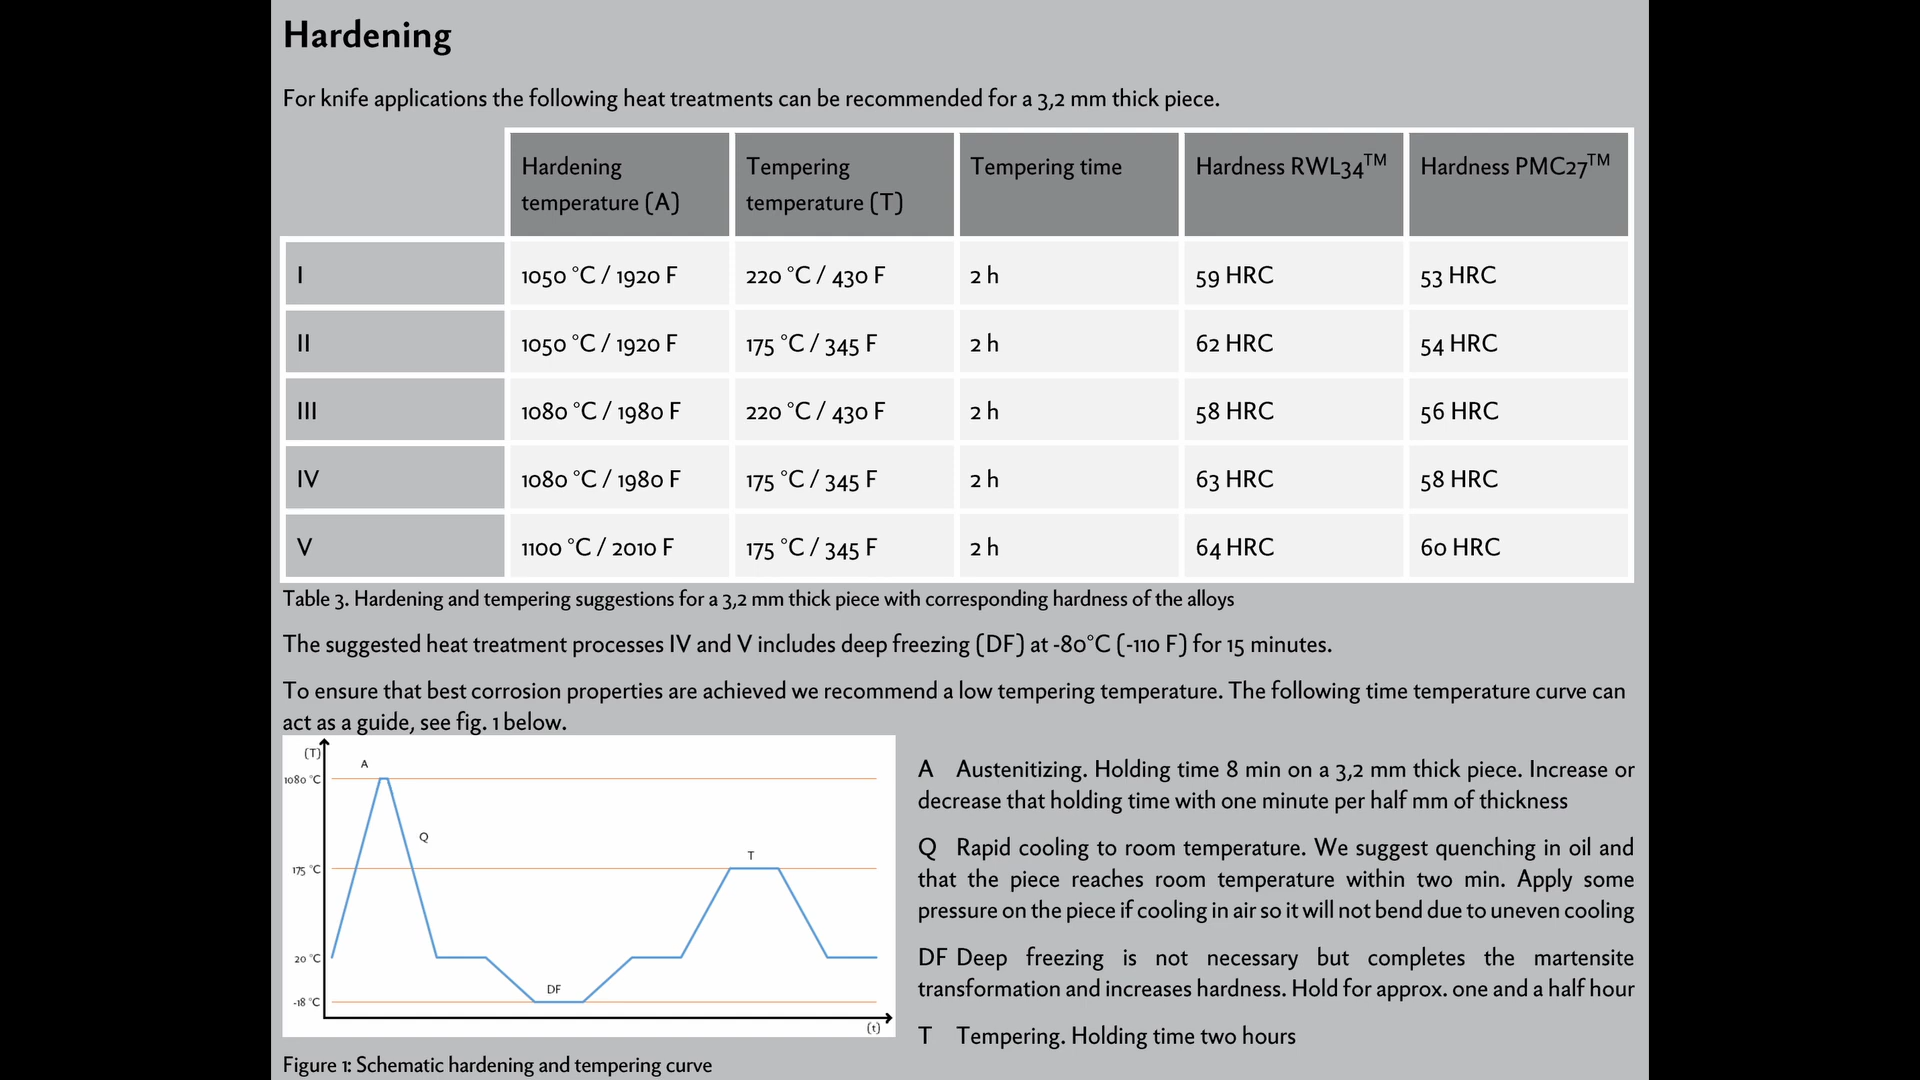 Hardening
For knife applications the following heat treatments can be recommended for a 3,2 mm thick piece.
Hardening temperature (A) Tempering temperature (T) Tempering time Hardness RWL34™ Hardness PMC27™
I 1050 °C / 1920 F 220 °C / 430 F 2 h 59 HRC 53 HRC
II 1050 °C / 1920 F 175 °C / 345 F 2 h 62 HRC 54 HRC
III 1080 °C / 1980 F 220 °C / 430 F 2 h 58 HRC 56 HRC
IV 1080 °C / 1980 F 175 °C / 345 F 2 h 63 HRC 58 HRC
V 1100 °C / 2010 F 175 °C / 345 F 2 h 64 HRC 60 HRC
Table 3. Hardening and tempering suggestions for a 3,2 mm thick piece with corresponding hardness of the alloys
The suggested heat treatment processes IV and V includes deep freezing (DF) at -80°C (-110 F) for 15 minutes.
To ensure that best corrosion properties are achieved we recommend a low tempering temperature. The following time temperature curve can
act as a guide, see fig. 1 below.
(T)
A
1080 °C
Q
T
175 °C
20 °C
DF
-18 °C
(t)
Figure 1: Schematic hardening and tempering curve
A Austenitizing. Holding time 8 min on a 3,2 mm thick piece. Increase or
decrease that holding time with one minute per half mm of thickness
Q Rapid cooling to room temperature. We suggest quenching in oil and
that the piece reaches room temperature within two min. Apply some
pressure on the piece if cooling in air so it will not bend due to uneven cooling
DF Deep freezing is not necessary but completes the martensite
transformation and increases hardness. Hold for approx. one and a half hour
T Tempering. Holding time two hours